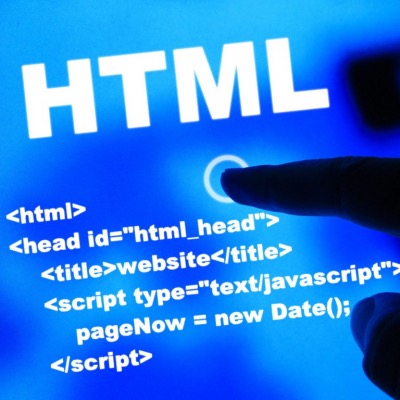 HTML
<html>
<head id="html_head">
<title>website</title>
<script type="text/javascript">
pageNow = new Date();
</script>